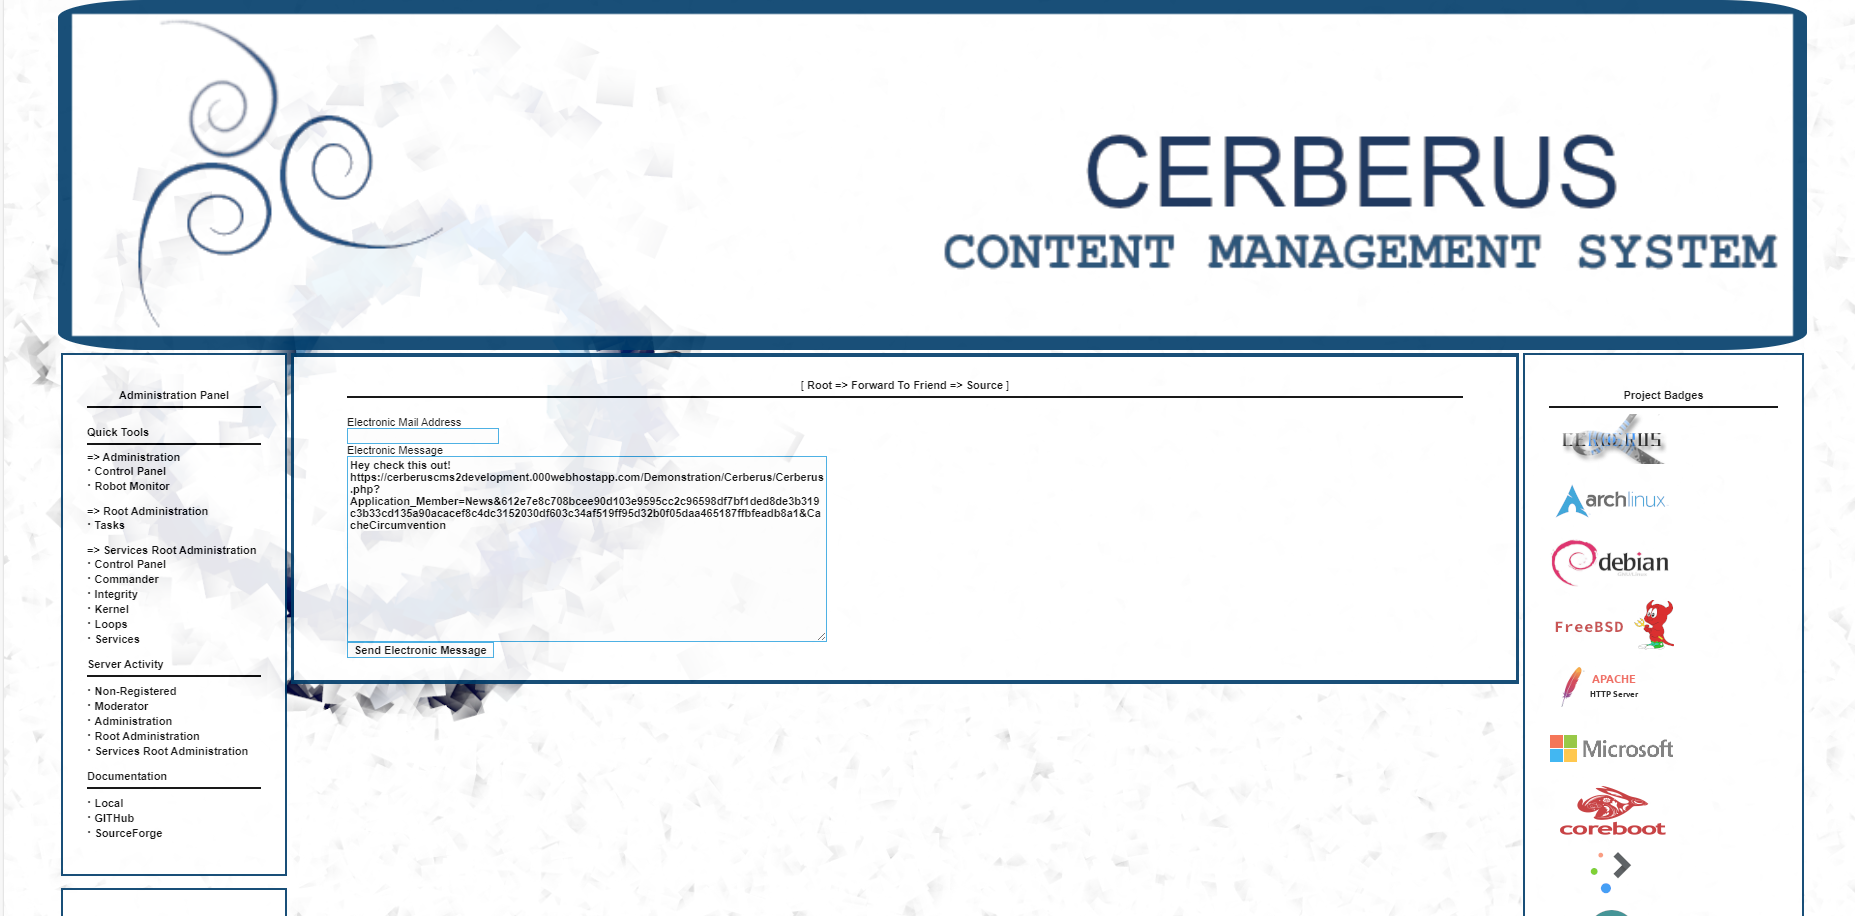 CERBERUS
CONTENT MANAGEMENT SYSTEM
Administration Panel
Quick Tools
=> Administration
· Control Panel
· Robot Monitor
=> Root Administration
· Tasks
=> Services Root Administration
· Control Panel
· Commander
· Integrity
· Kernel
· Loops
· Services
Server Activity
· Non-Registered
· Moderator
· Administration
· Root Administration
· Services Root Administration
Documentation
· Local
· GITHub
· SourceForge
[ Root => Forward To Friend => Source ]
Electronic Mail Address
Electronic Message
Hey check this out!
https://cerberuscms2development.000webhostapp.com/Demonstration/Cerberus/Cerberus
.php?
Application_Member=News&612e7e8c708bcee90d103e9595cc2c96598df7bf1ded8de3b319
c3b33cd135a90acacef8c4dc3152030df603c34af519ff95d32b0f05daa465187ffbfeadb8a1&Ca
cheCircumvention
Send Electronic Message
Project Badges
CERBERUS
archlinux
debian
FreeBSD
APACHE
HTTP Server
Microsoft
coreboot